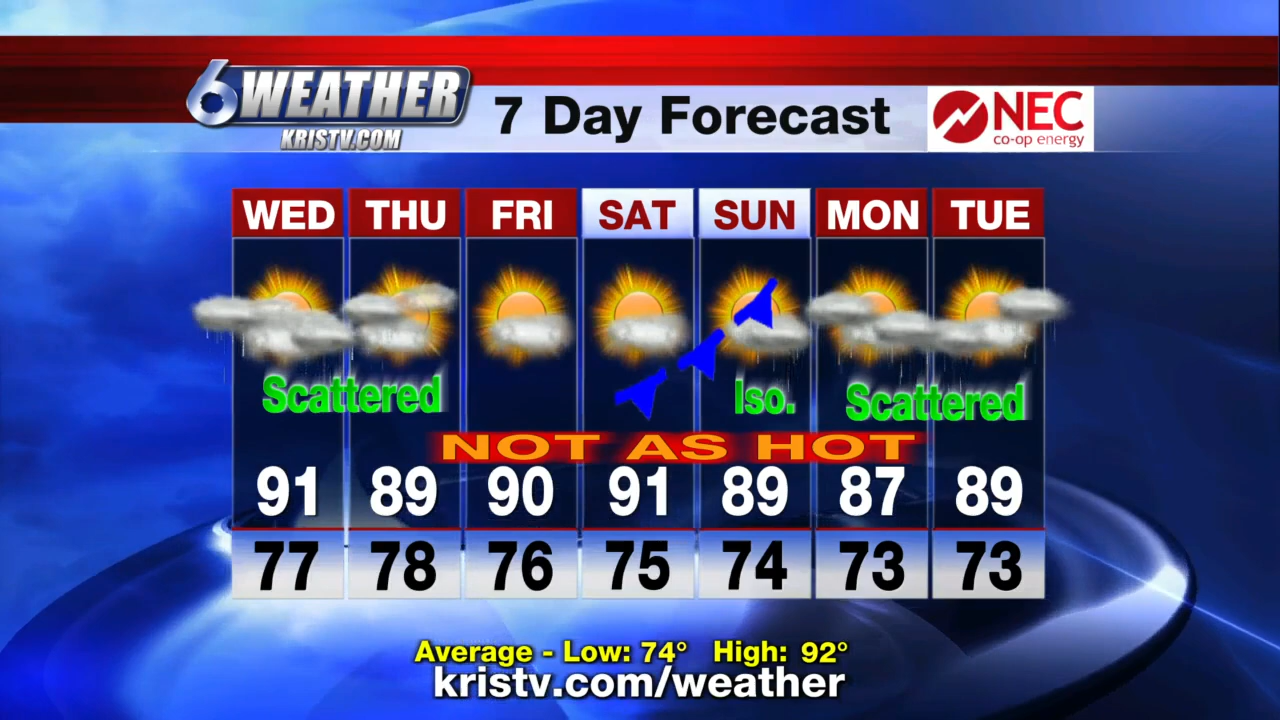 6 WEATHER
KRISTV.COM
7 Day Forecast
NEC
co-op energy
WED THU FRI SAT SUN MON TUE
Scattered Iso. Scattered
NOT AS HOT
91 89 90 91 89 87 89
77 78 76 75 74 73 73
Average - Low: 74° High: 92°
kristv.com/weather